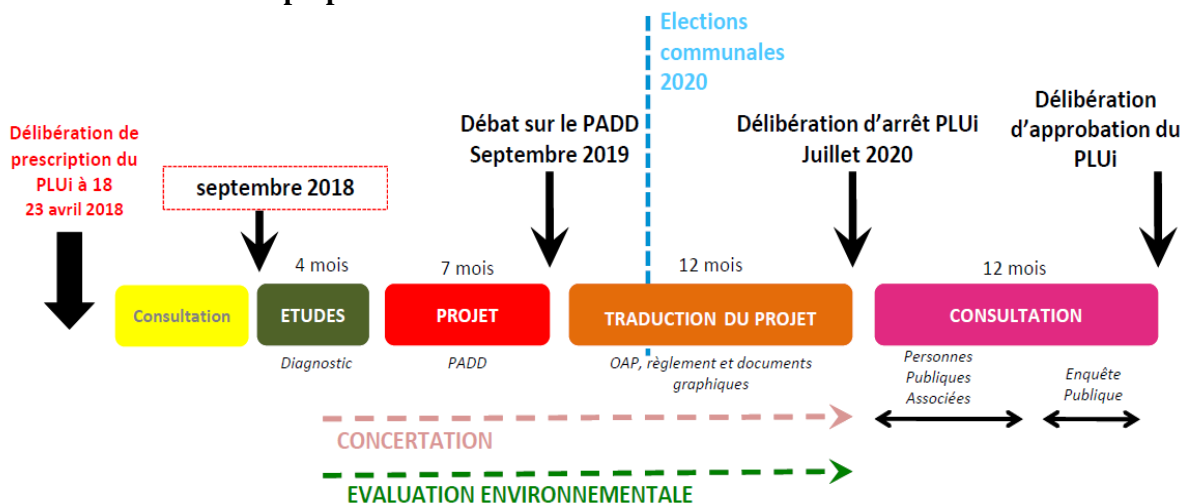 Elections
communales
2020
Délibération de
prescription du
PLUi à 18
23 avril 2018
septembre 2018
Débat sur le PADD
Septembre 2019
Délibération d'arrêt PLUi
Juillet 2020
Délibération
d'approbation du
PLUi
4 mois
7 mois
12 mois
12 mois
Consultation
ETUDES
PROJET
TRADUCTION DU PROJET
CONSULTATION
Diagnostic
PADD
OAP, règlement et documents
graphiques
Personnes
Publiques
Associées
Enquête
Publique
CONCERTATION
EVALUATION ENVIRONNEMENTALE